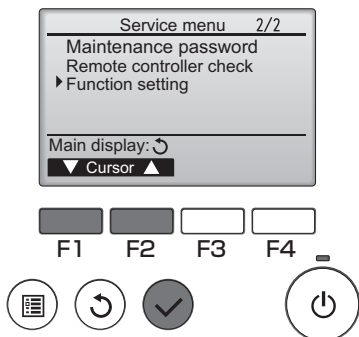 Service menu 2/2
Maintenance password
Remote controller check
Function setting
Main display:
Cursor
F1 F2 F3 F4